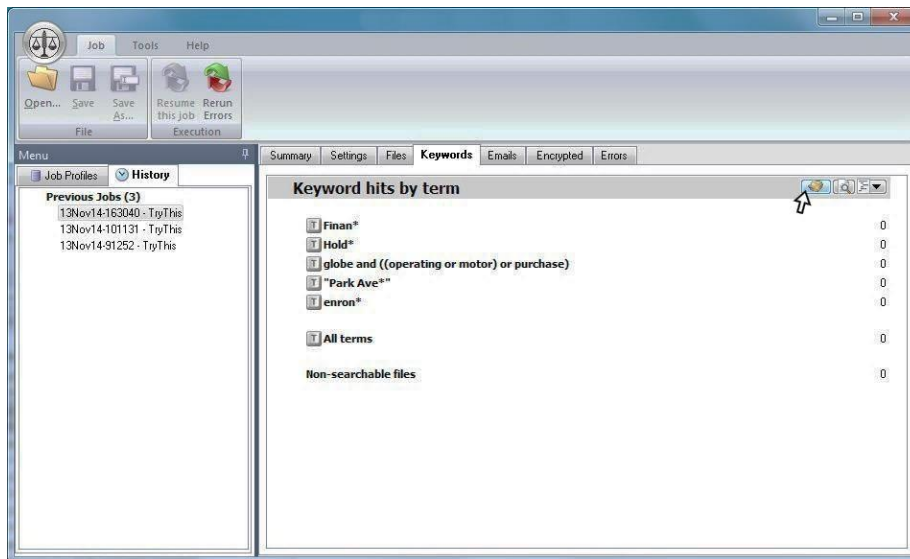 Job Tools Help
Open... Save Save As... Resume this job Rerun Errors
File Execution
Menu
Job Profiles History
Previous Jobs (3)
13Nov14-163040 - TryThis
13Nov14-101131 - TryThis
13Nov14-91252 - TryThis
Summary Settings Files Keywords Emails Encrypted Errors
Keyword hits by term
T Finan* 0
T Hold* 0
T globe and ((operating or motor) or purchase) 0
T "Park Ave*" 0
T enron* 0
T All terms 0
Non-searchable files 0